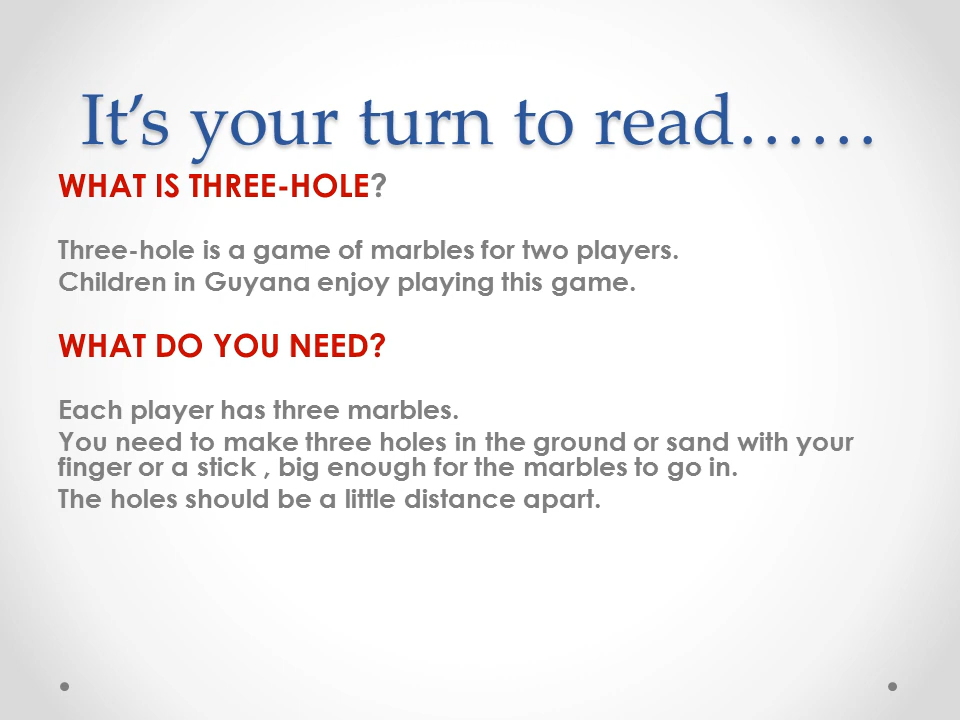 It’s your turn to read……
WHAT IS THREE-HOLE?
Three-hole is a game of marbles for two players.
Children in Guyana enjoy playing this game.
WHAT DO YOU NEED?
Each player has three marbles.
You need to make three holes in the ground or sand with your
finger or a stick , big enough for the marbles to go in.
The holes should be a little distance apart.